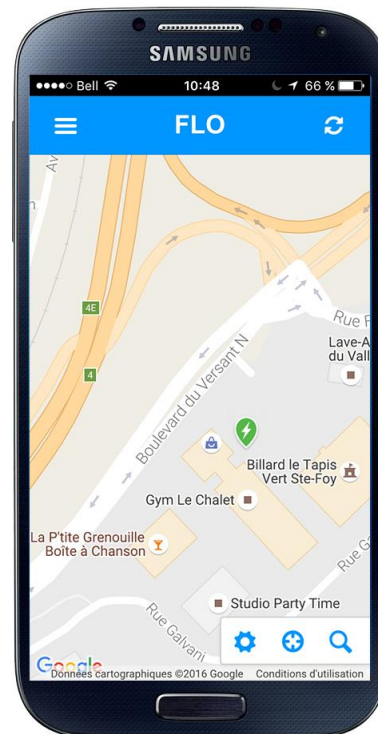 SAMSUNG
Bell 10:48 66 %
FLO
4E
4
Boulevard du Versant N
Lave-A
du Vall
Billard le Tapis
Vert Ste-Foy
Gym Le Chalet
La P'tite Grenouille
Boîte à Chanson
Rue Galvani
Studio Party Time
Google
Données cartographiques ©2016 Google Conditions d'utilisation